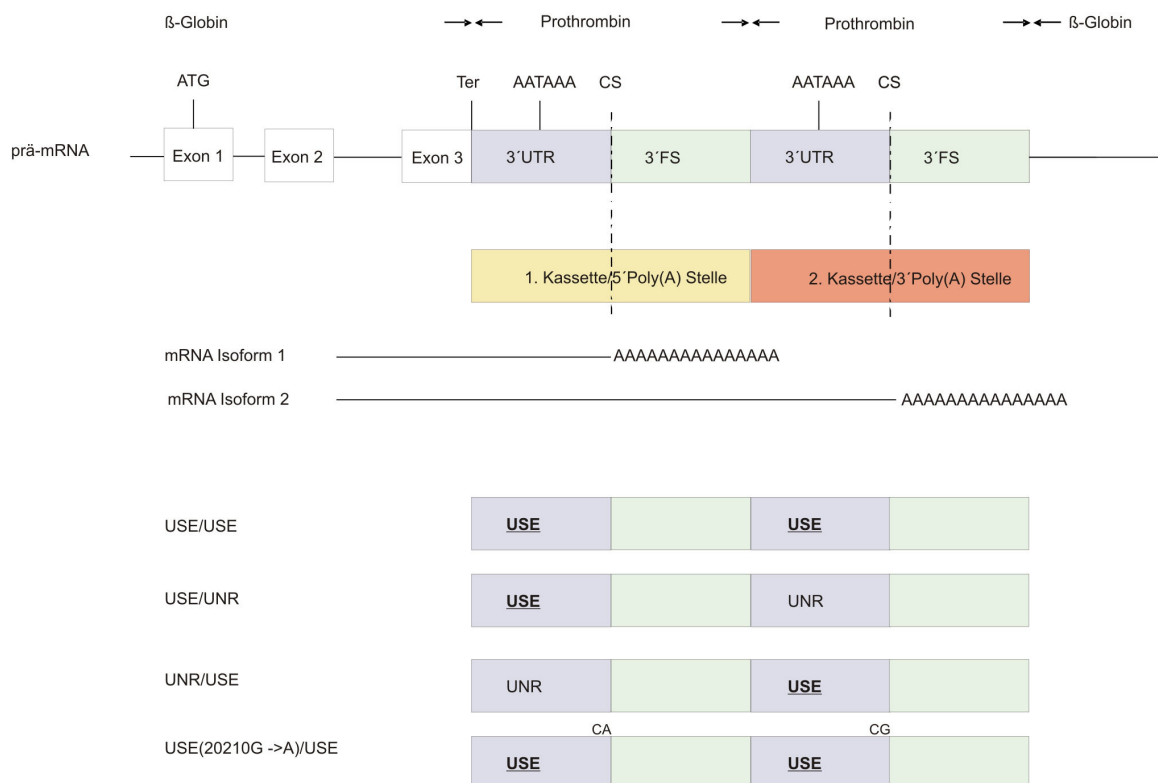 ß-Globin Prothrombin Prothrombin ß-Globin
ATG Ter AATAAA CS AATAAA CS
prä-mRNA Exon 1 Exon 2 Exon 3 3´UTR 3´FS 3´UTR 3´FS
1. Kassette/5´Poly(A) Stelle 2. Kassette/3´Poly(A) Stelle
mRNA Isoform 1 AAAAAAAAAAAAAAA
mRNA Isoform 2 AAAAAAAAAAAAAAA
USE/USE USE USE
USE/UNR USE UNR
UNR/USE UNR USE
CA CG
USE(20210G ->A)/USE USE USE